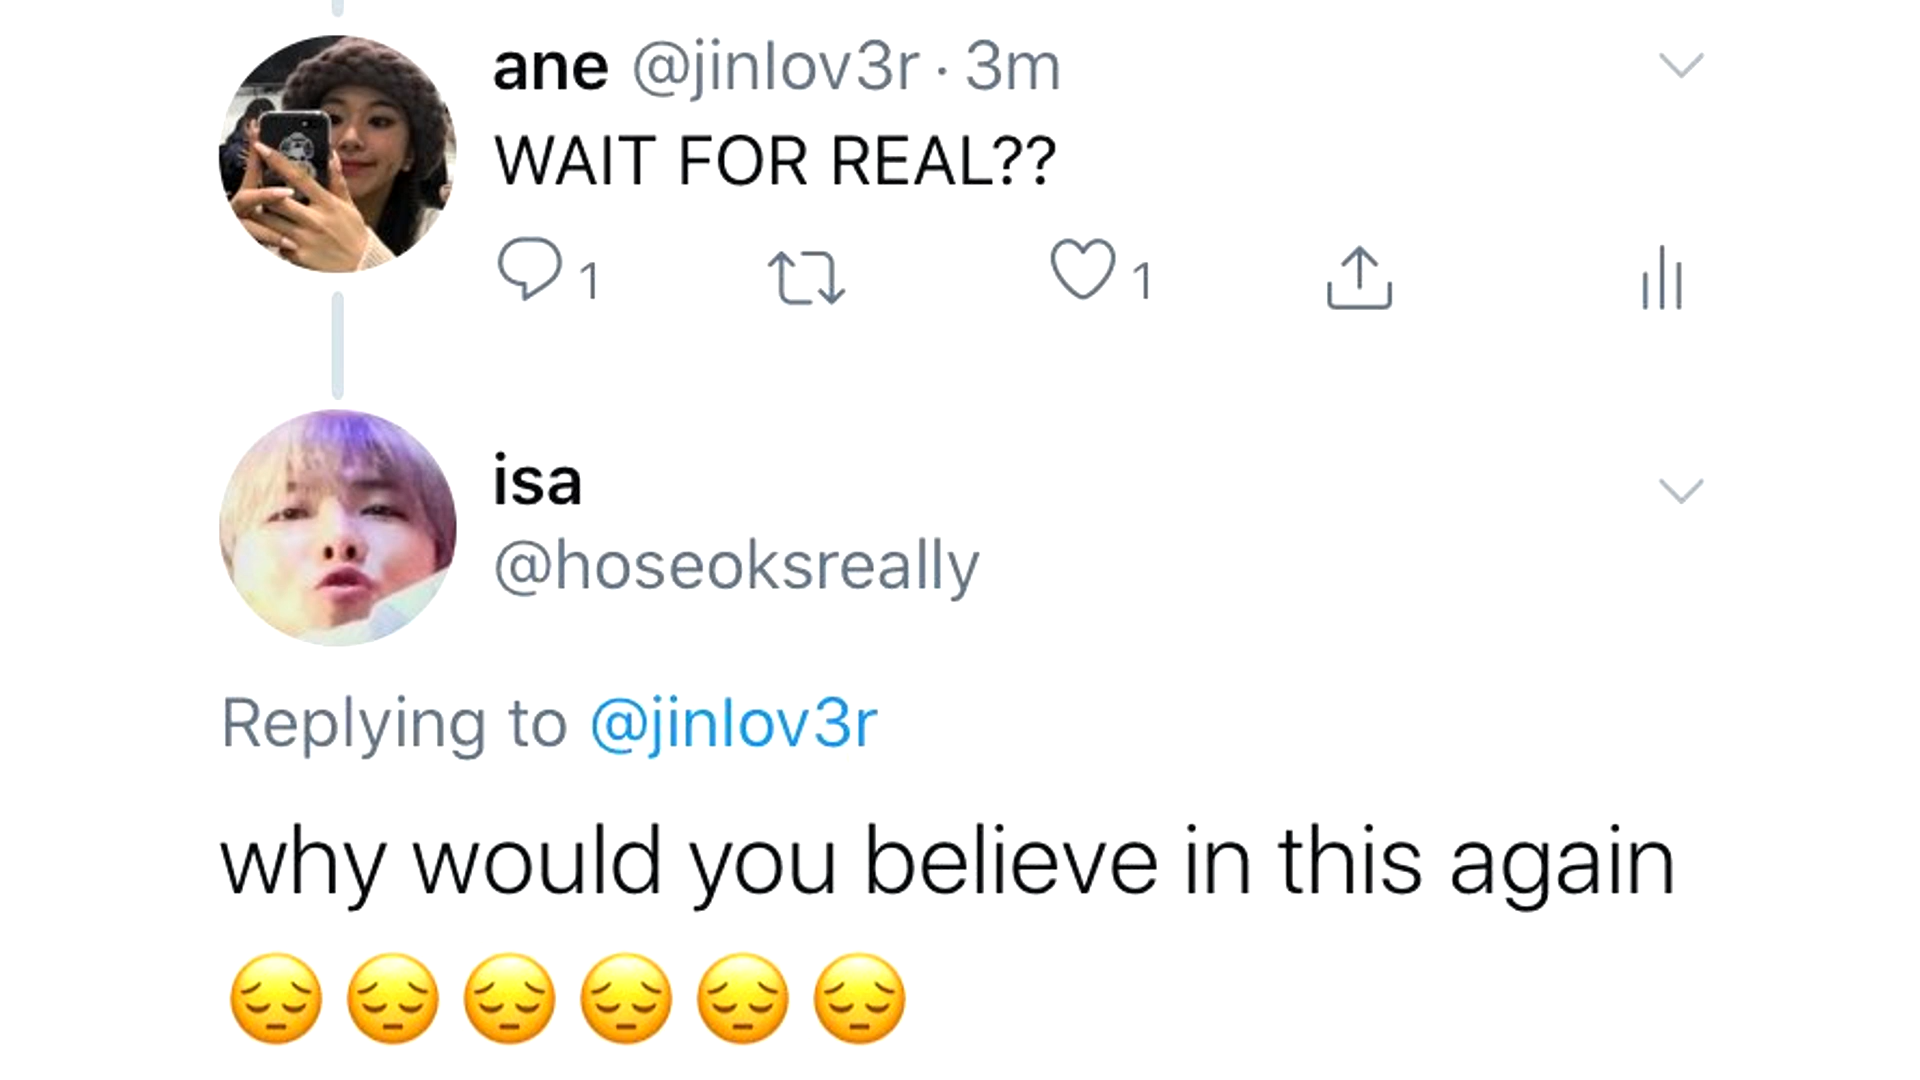 ane @jinlov3r · 3m
WAIT FOR REAL??
1 1
isa
@hoseoksreally
Replying to @jinlov3r
why would you believe in this again
😔 😔 😔 😔 😔 😔